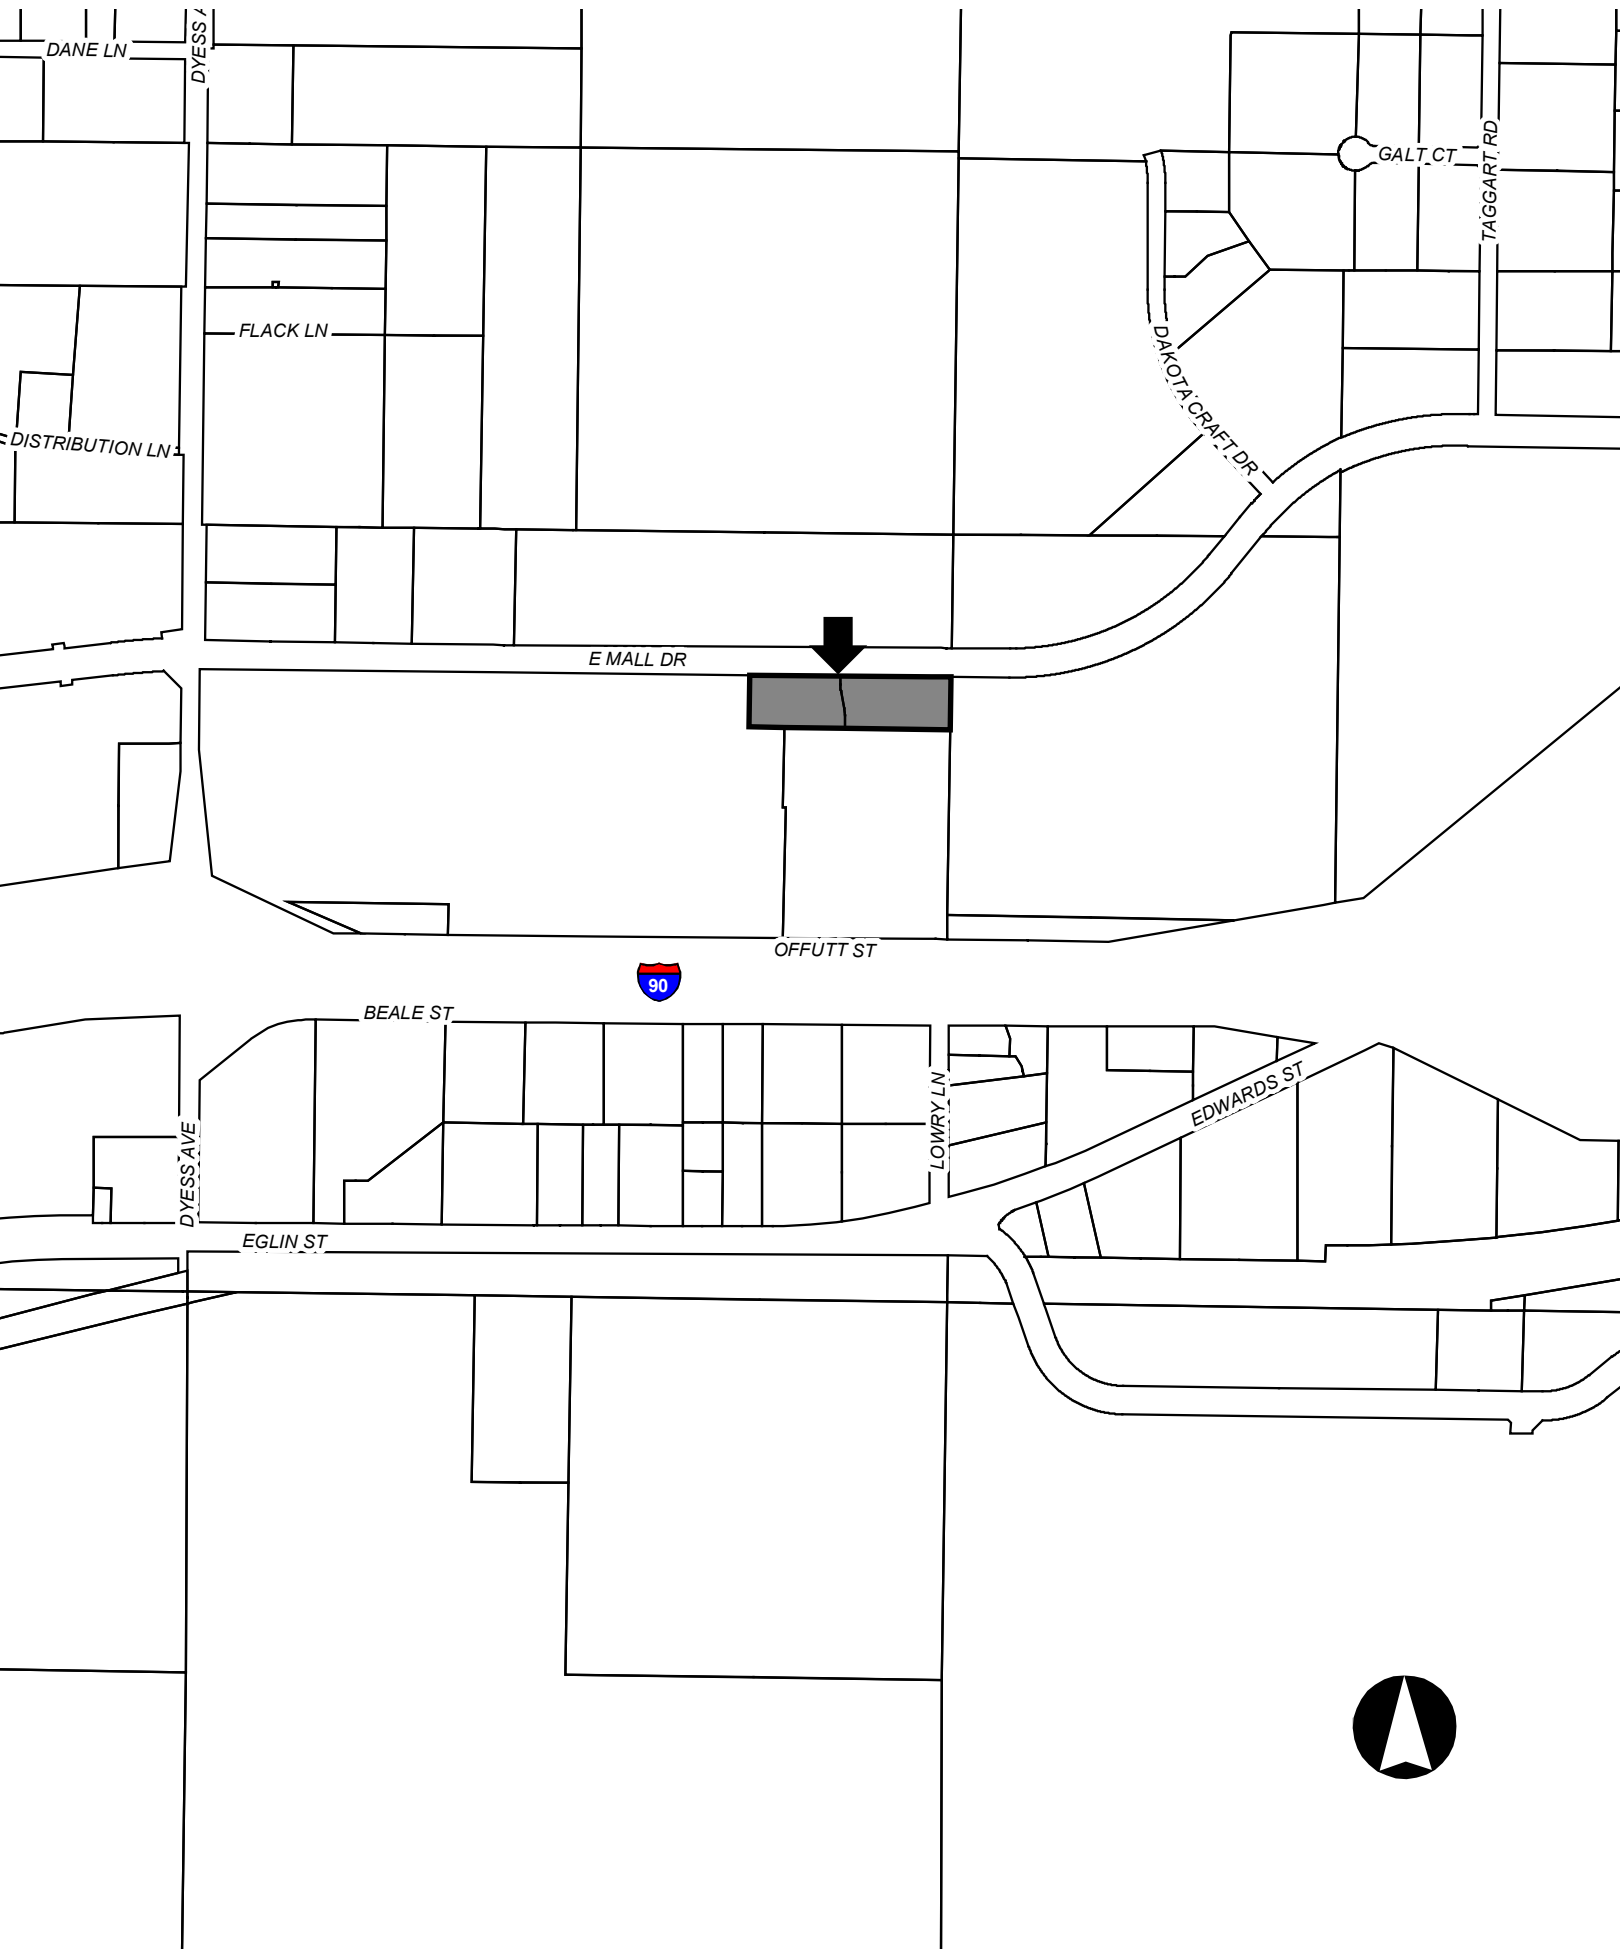 DANE LN
DYESS A
GALT CT
TAGGART RD
FLACK LN
DAKOTA CRAFT DR
DISTRIBUTION LN
E MALL DR
OFFUTT ST
90
BEALE ST
LOWRY LN
EDWARDS ST
DYESS AVE
EGLIN ST